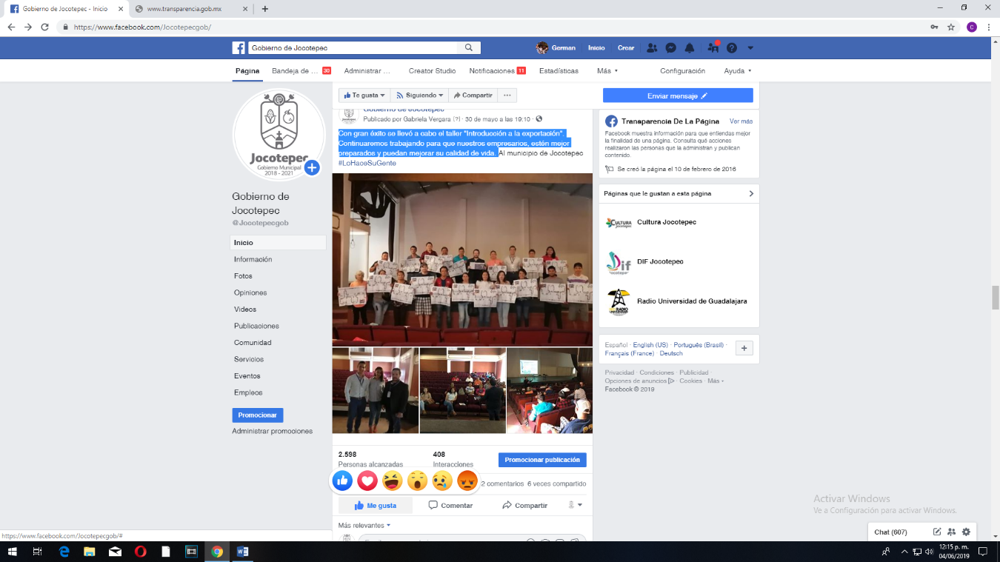 Gobierno de Jocotepec - Inicio
www.transparencia.gob.mx
https://www.facebook.com/Jocotepecgob/
C
Gobierno de Jocotepec
German
Inicio
Crear
Página
Bandeja de ... 30
Administrar ...
Creator Studio
Notificaciones 11
Estadísticas
Más
Configuración
Ayuda
Te gusta
Siguiendo
Compartir
Enviar mensaje
Jocotepec
Gobierno Municipal
2018 - 2021
Gobierno de
Jocotepec
@Jocotepecgob
Inicio
Información
Fotos
Opiniones
Videos
Publicaciones
Comunidad
Servicios
Eventos
Empleos
Promocionar
Administrar promociones
Gobierno de Jocotepec
Publicado por Gabriela Vergara [?] · 30 de mayo a las 19:10 ·
Con gran éxito se llevó a cabo el taller "Introducción a la exportación".
Continuaremos trabajando para que nuestros empresarios, estén mejor
preparados y puedan mejorar su calidad de vida. Al municipio de Jocotepec
#LoHaceSuGente
2.598
Personas alcanzadas
408
Interacciones
Promocionar publicación
2 comentarios 6 veces compartido
Me gusta
Comentar
Compartir
Más relevantes
Transparencia De La Página
Ver más
Facebook muestra información para que entiendas mejor
la finalidad de una página. Consulta qué acciones
realizaron las personas que la administran y publican
contenido.
Se creó la página el 10 de febrero de 2016
Páginas que le gustan a esta página
CULTURA
Jocotepec
Cultura Jocotepec
Dif
Jocotepec
DIF Jocotepec
RADIO
Radio Universidad de Guadalajara
Español · English (US) · Português (Brasil) ·
Français (France) · Deutsch
Privacidad · Condiciones · Publicidad ·
Opciones de anuncios · Cookies · Más
Facebook © 2019
Activar Windows
Ve a Configuración para activar Windows.
Chat (607)
https://www.facebook.com/Jocotepecgob/#
12:15 p. m.
04/06/2019